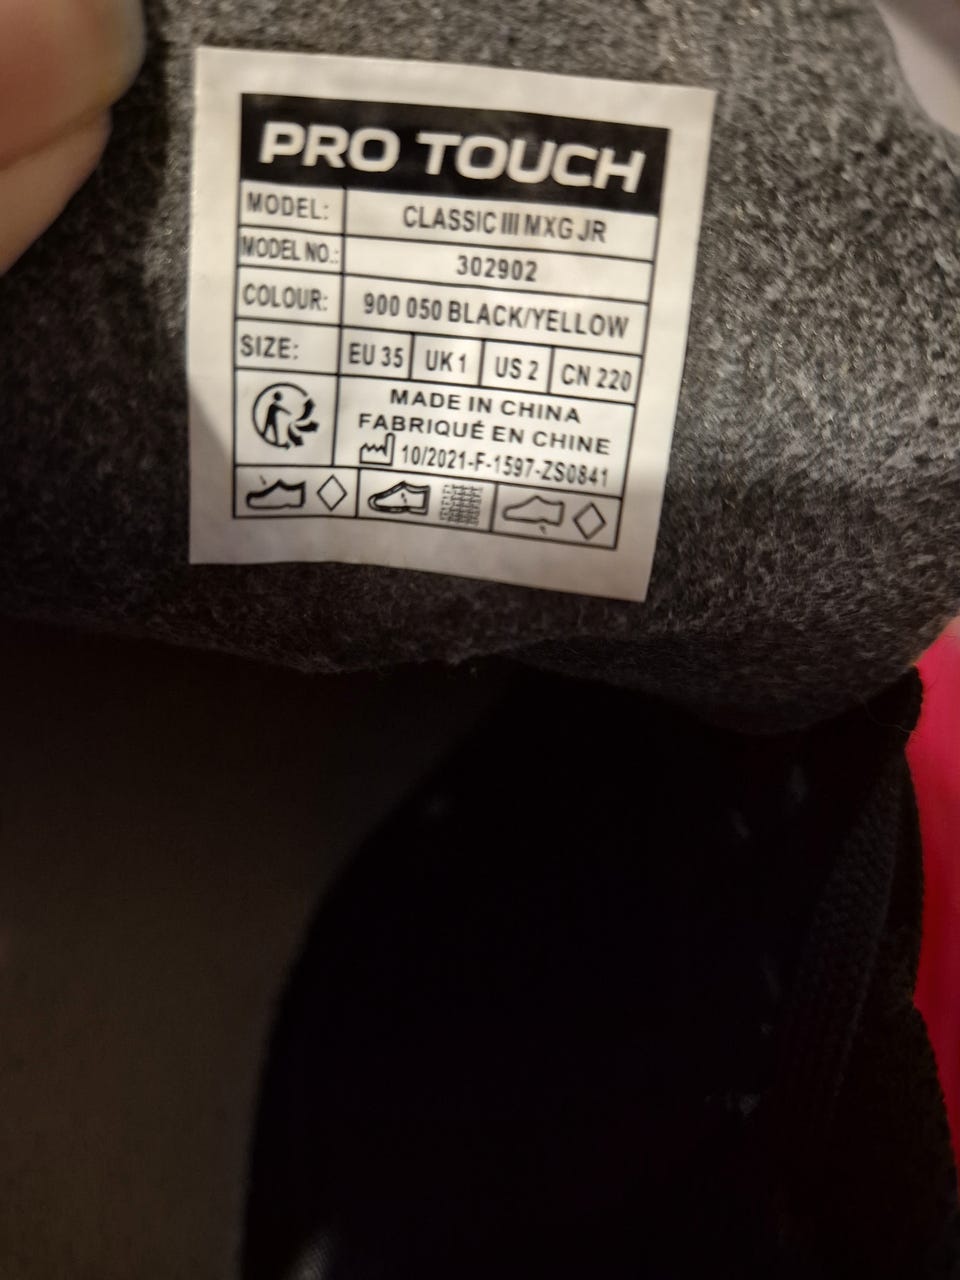 PRO TOUCH
MODEL: CLASSIC III MXG JR
MODEL NO.: 302902
COLOUR: 900 050 BLACK/YELLOW
SIZE: EU 35 UK 1 US 2 CN 220
MADE IN CHINA
FABRIQUÉ EN CHINE
10/2021-F-1597-ZS0841